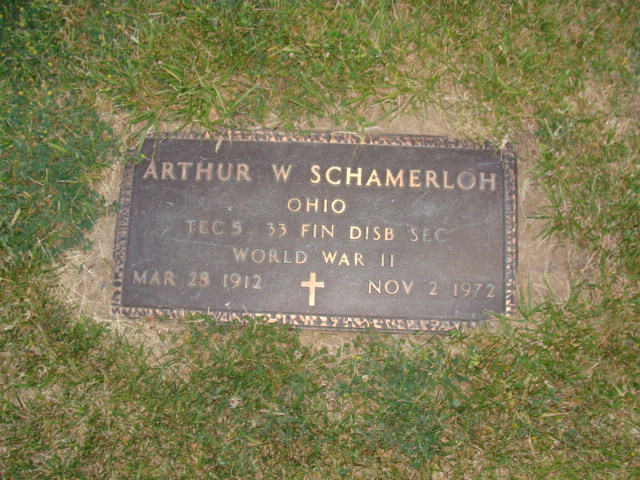 ARTHUR W SCHAMERLOH
OHIO
TEC 5 33 FIN DISB SEC
WORLD WAR II
MAR 28 1912 NOV 2 1972